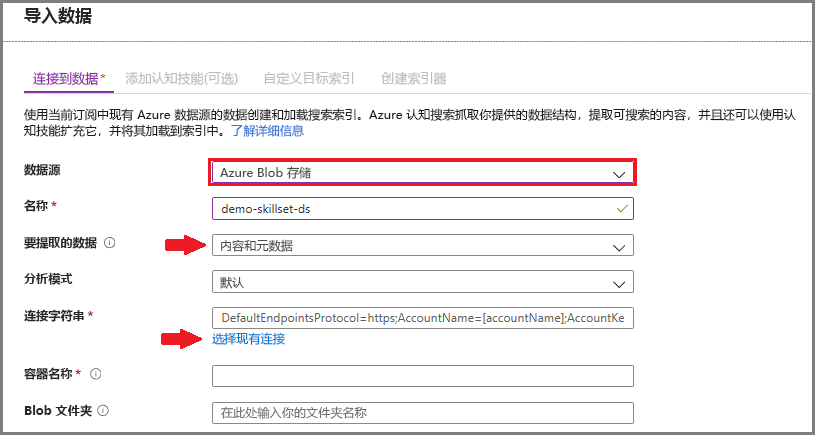 导入数据
连接到数据* 添加认知技能(可选) 自定义目标索引 创建索引器
使用当前订阅中现有 Azure 数据源的数据创建和加载搜索索引。Azure 认知搜索抓取你提供的数据结构，提取可搜索的内容，并且还可以使用认
知技能扩充它，并将其加载到索引中。了解详细信息
数据源 Azure Blob 存储
名称* demo-skillset-ds
要提取的数据 内容和元数据
分析模式 默认
连接字符串* DefaultEndpointsProtocol=https;AccountName=[accountName];AccountKe
选择现有连接
容器名称*
Blob 文件夹 在此处输入你的文件夹名称